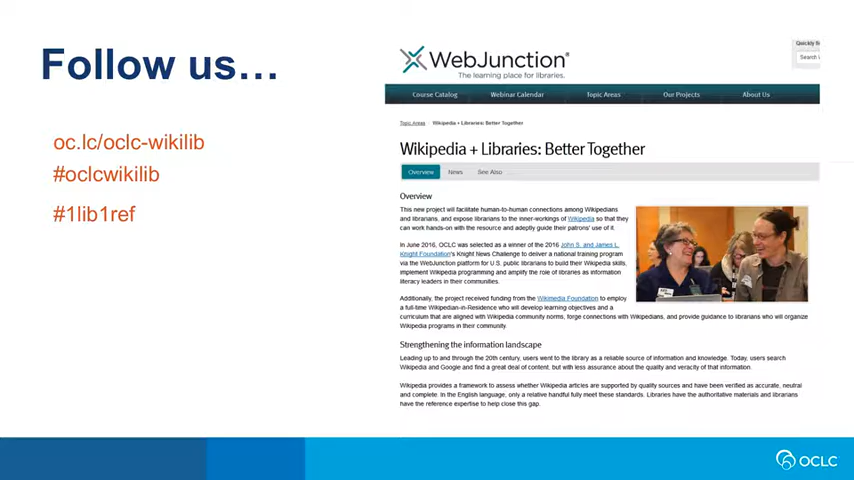 Follow us…
oc.lc/oclc-wikilib
#oclcwikilib
#1lib1ref
WebJunction®
The learning place for libraries.
Quickly
Search
Course Catalog Webinar Calendar Topic Areas Our Projects About Us
Topic Areas Wikipedia + Libraries: Better Together
Wikipedia + Libraries: Better Together
Overview News See Also
Overview
This new project will facilitate human-to-human connections among Wikipedians
and librarians, and expose librarians to the inner-workings of Wikipedia so that they
can work hands-on with the resource and adeptly guide their patrons' use of it.
In June 2016, OCLC was selected as a winner of the 2016 John S. and James L.
Knight Foundation's Knight News Challenge to deliver a national training program
via the WebJunction platform for U.S. public librarians to build their Wikipedia skills,
implement Wikipedia programming and amplify the role of libraries as information
literacy leaders in their communities.
Additionally, the project received funding from the Wikimedia Foundation to employ
a full-time Wikipedian-in-Residence who will develop learning objectives and a
curriculum that are aligned with Wikipedia community norms, forge connections with Wikipedians, and provide guidance to librarians who will organize
Wikipedia programs in their community.
Strengthening the information landscape
Leading up to and through the 20th century, users went to the library as a reliable source of information and knowledge. Today, users search
Wikipedia and Google and find a great deal of content, but with less assurance about the quality and veracity of that information.
Wikipedia provides a framework to assess whether Wikipedia articles are supported by quality sources and have been verified as accurate, neutral
and complete. In the English language, only a relative handful fully meet these standards. Libraries have the authoritative materials and librarians
have the reference expertise to help close this gap.
OCLC